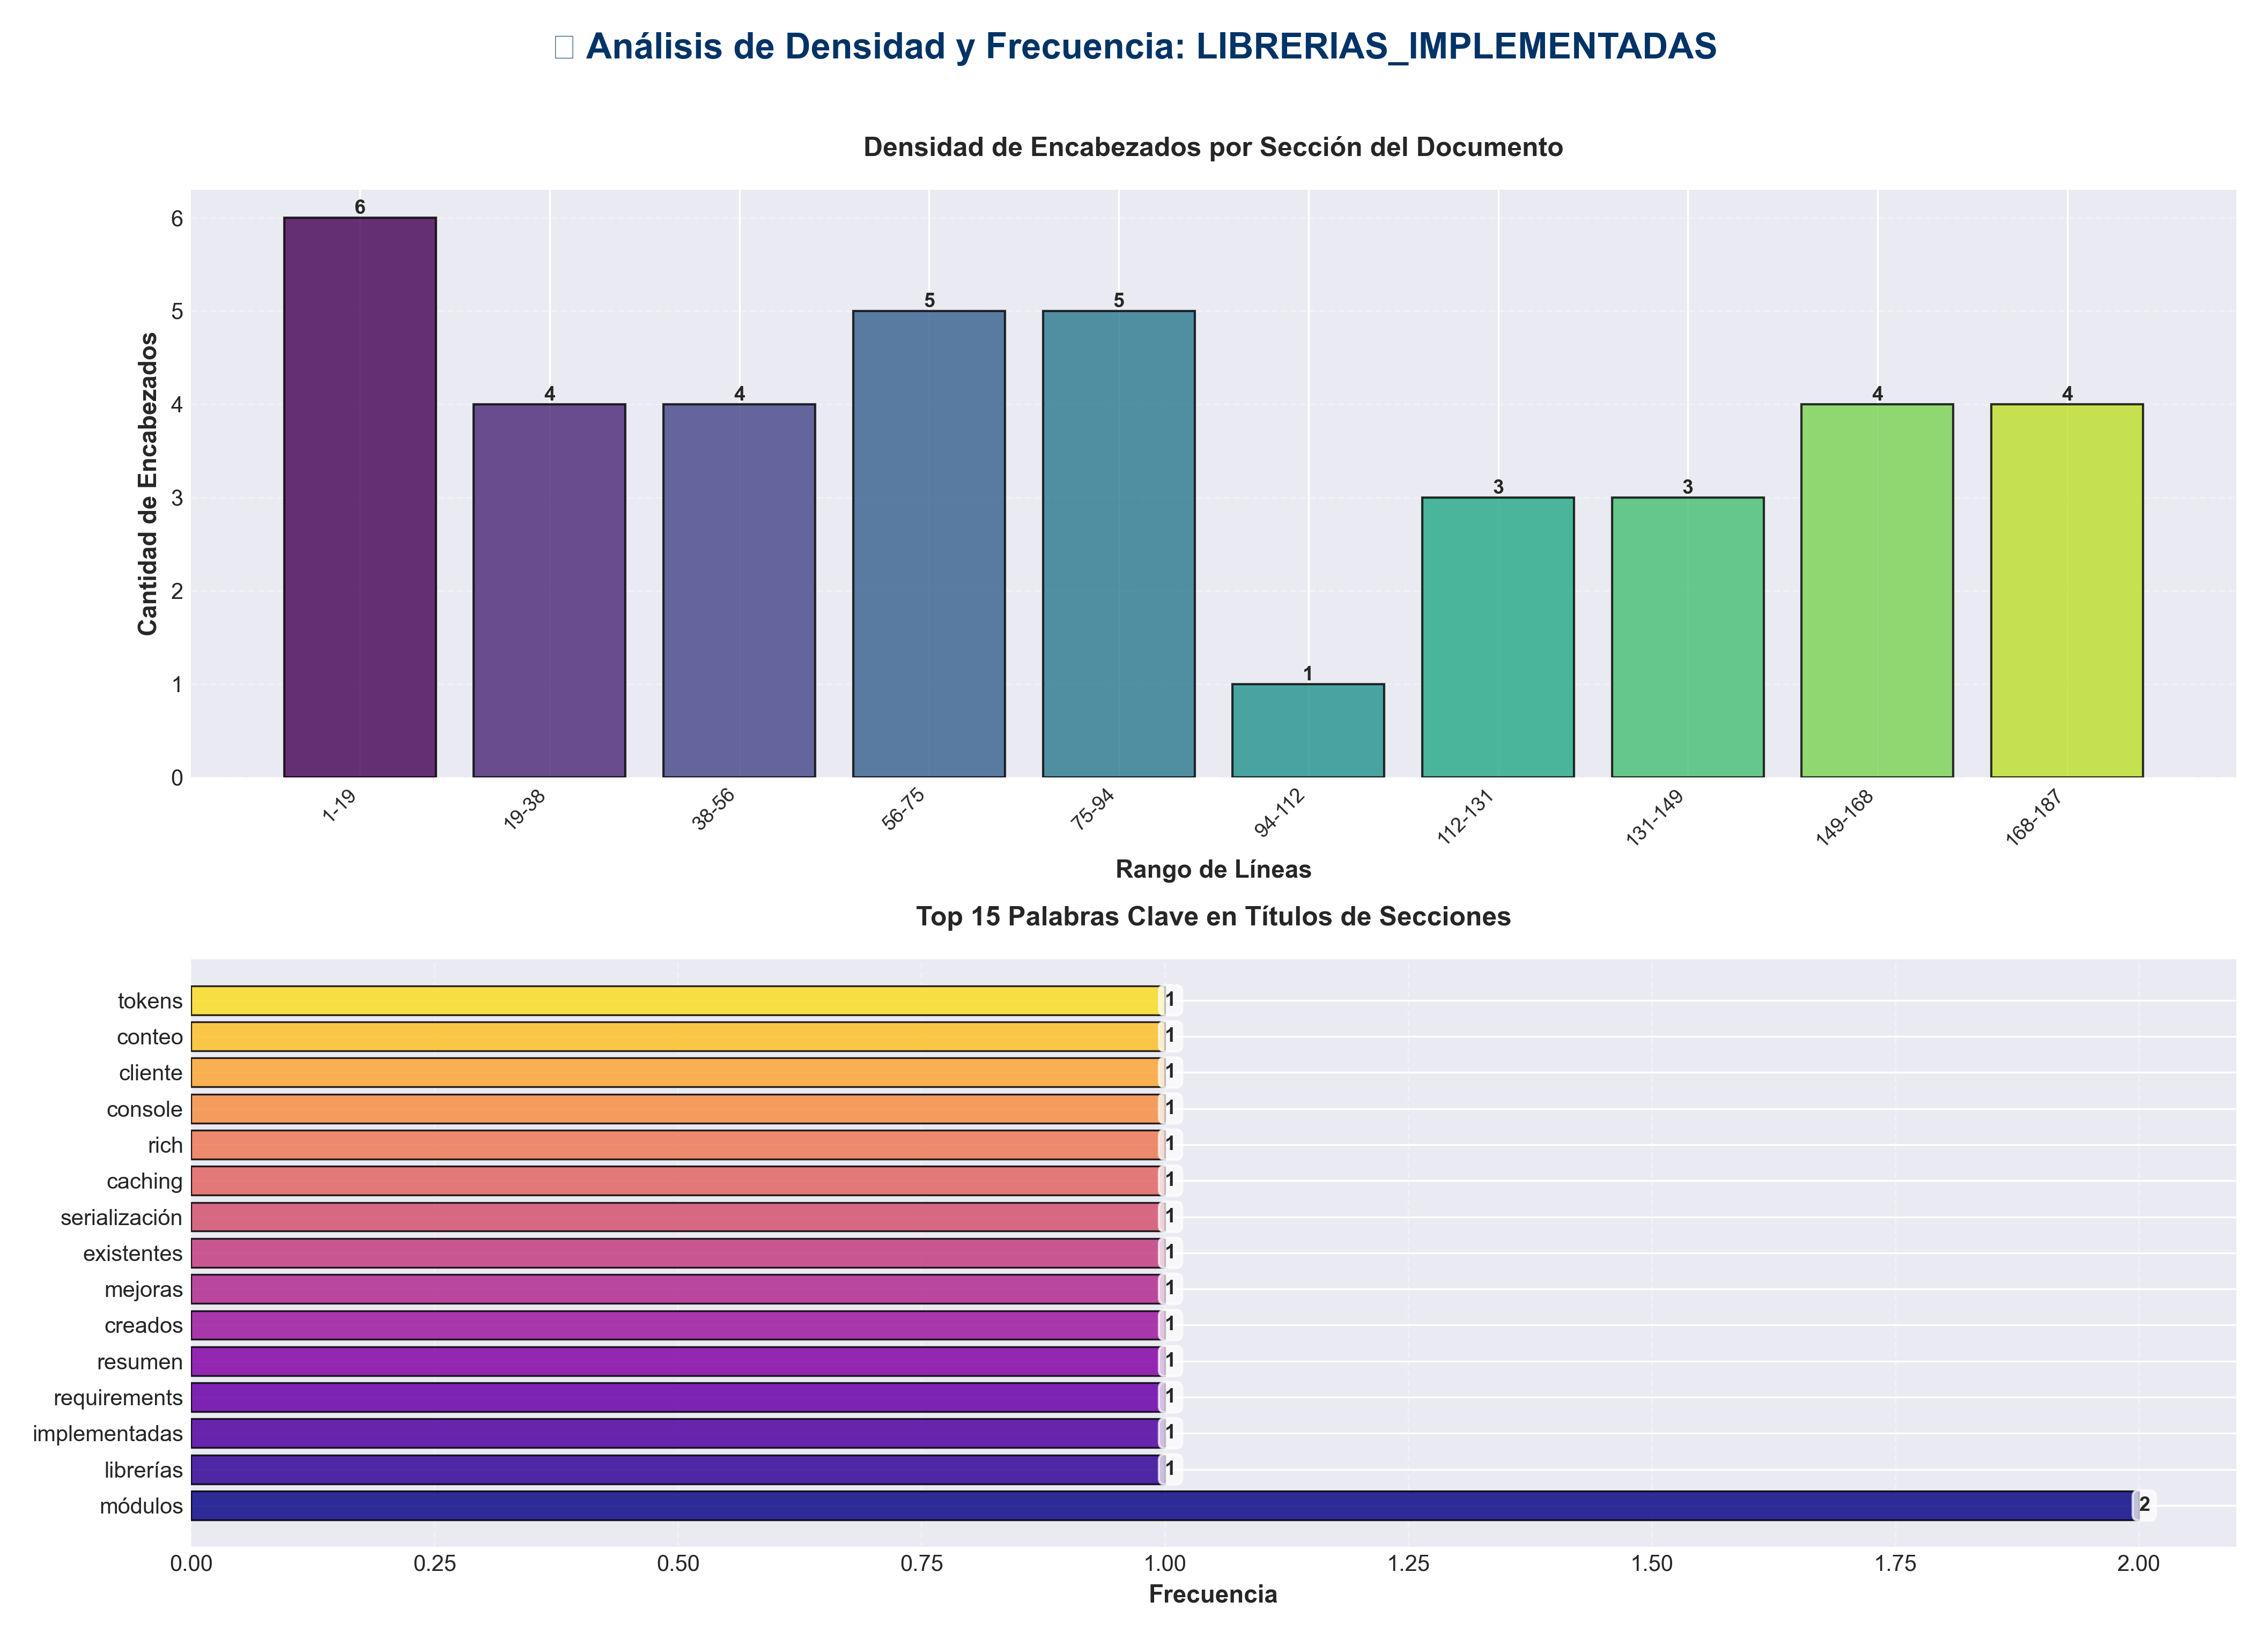 Análisis de Densidad y Frecuencia: LIBRERIAS_IMPLEMENTADAS
Densidad de Encabezados por Sección del Documento
Cantidad de Encabezados
6
5
4
3
2
1
0
6
4
4
5
5
1
3
3
4
4
1-19
19-38
38-56
56-75
75-94
94-112
112-131
131-149
149-168
168-187
Rango de Líneas
Top 15 Palabras Clave en Títulos de Secciones
tokens 1
conteo 1
cliente 1
console 1
rich 1
caching 1
serialización 1
existentes 1
mejoras 1
creados 1
resumen 1
requirements 1
implementadas 1
librerías 1
módulos 2
0.00 0.25 0.50 0.75 1.00 1.25 1.50 1.75 2.00
Frecuencia